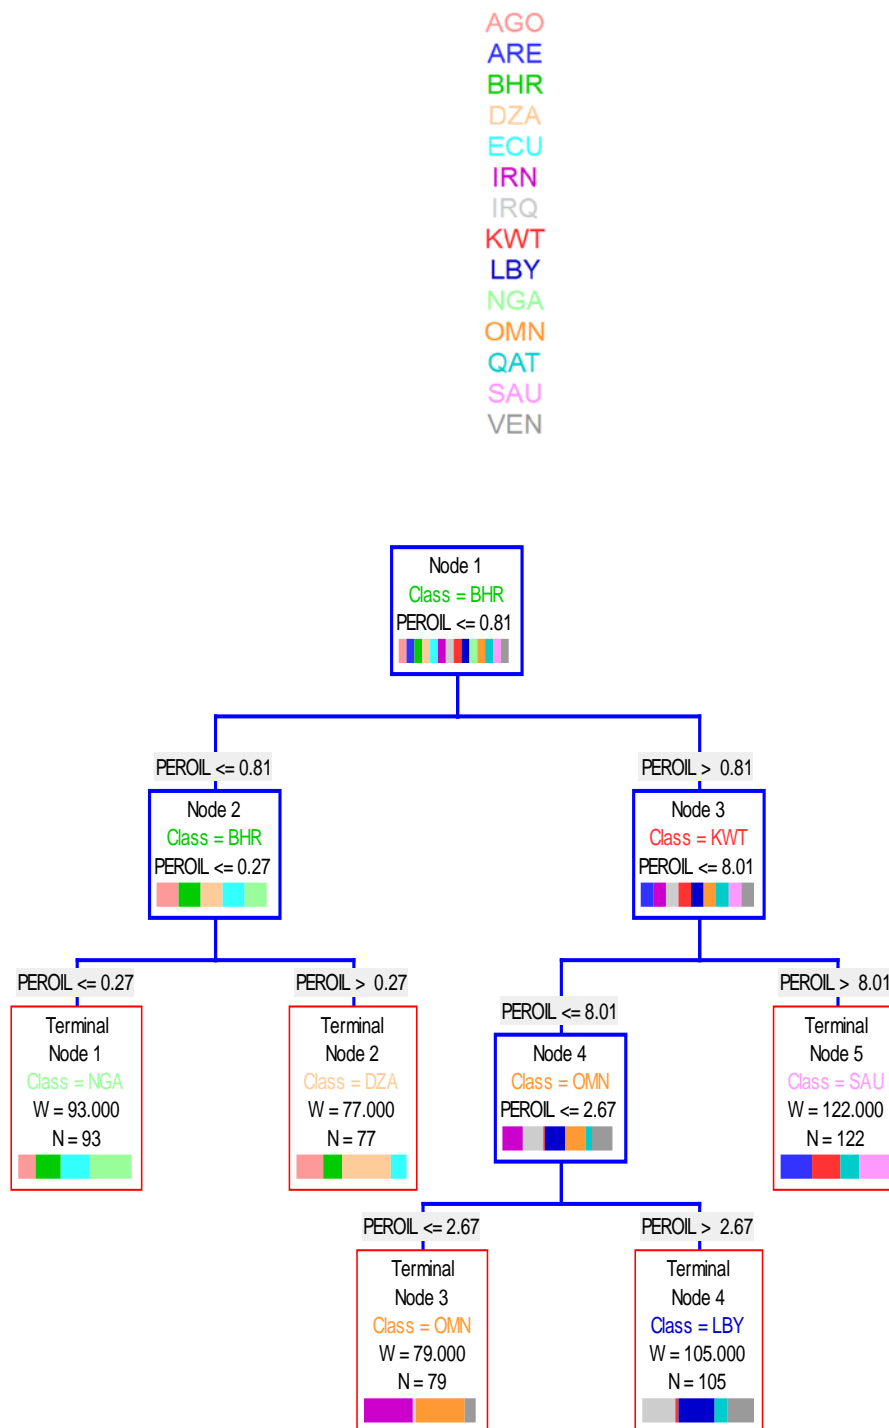 AGO
ARE
BHR
DZA
ECU
IRN
IRQ
KWT
LBY
NGA
OMN
QAT
SAU
VEN
Node 1
Class = BHR
PEROIL <= 0.81
PEROIL <= 0.81
PEROIL > 0.81
Node 2
Class = BHR
PEROIL <= 0.27
Node 3
Class = KWT
PEROIL <= 8.01
PEROIL <= 0.27
PEROIL > 0.27
PEROIL <= 8.01
PEROIL > 8.01
Terminal
Node 1
Class = NGA
W = 93.000
N = 93
Terminal
Node 2
Class = DZA
W = 77.000
N = 77
Node 4
Class = OMN
PEROIL <= 2.67
Terminal
Node 5
Class = SAU
W = 122.000
N = 122
PEROIL <= 2.67
PEROIL > 2.67
Terminal
Node 3
Class = OMN
W = 79.000
N = 79
Terminal
Node 4
Class = LBY
W = 105.000
N = 105